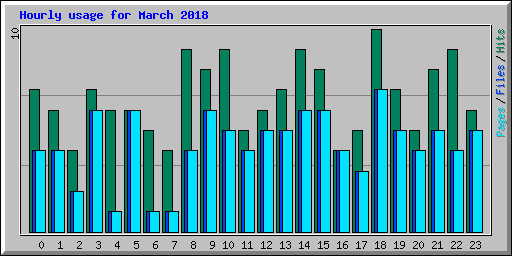 Hourly usage for March 2018
10
Pages/Files/Hits
0 1 2 3 4 5 6 7 8 9 10 11 12 13 14 15 16 17 18 19 20 21 22 23